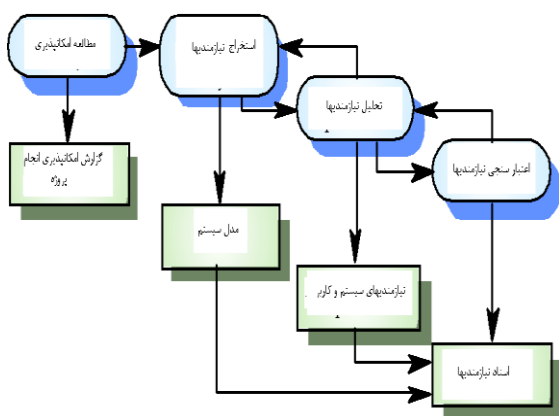 مطالعه امکانپذیری
استخراج نیازمندیها
تحلیل نیازمندیها
اعتبار سنجی نیازمندیها
گزارش امکانپذیری انجام
پروژه
مدل سیستم
نیازمندیهای سیستم و کاربر
اسناد نیازمندیها